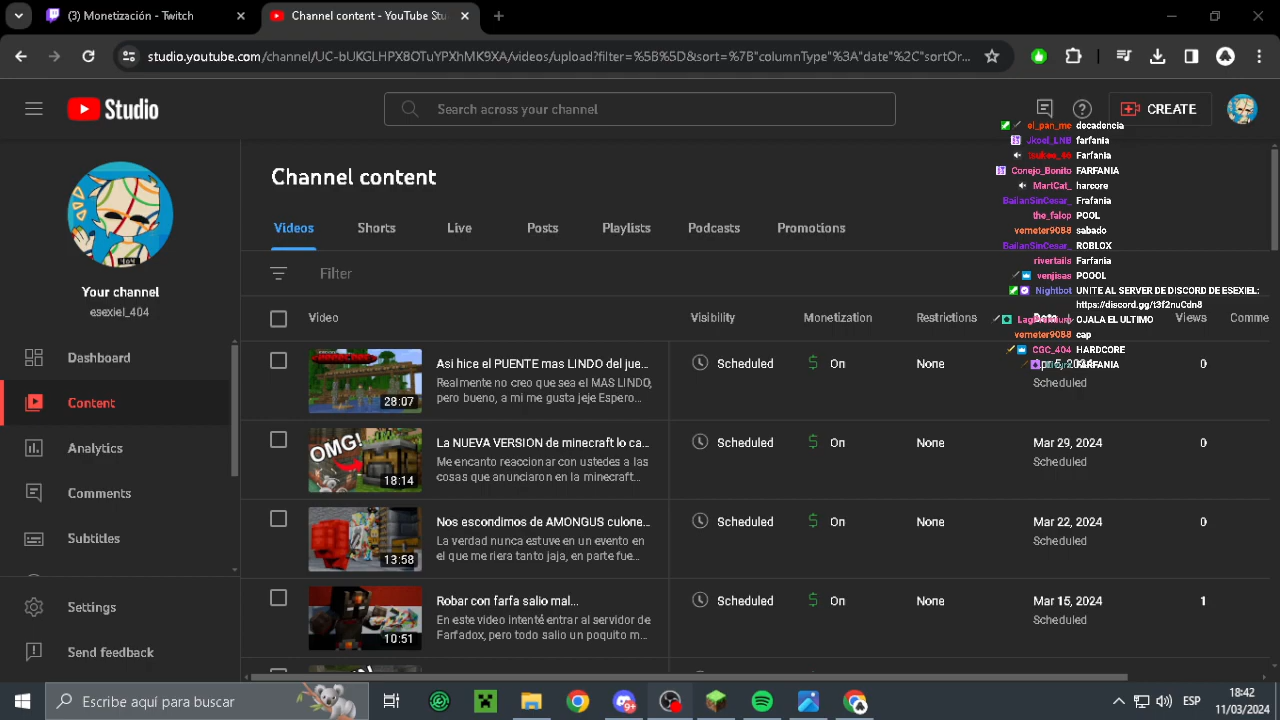 (3) Monetización - Twitch
Channel content - YouTube Stu
studio.youtube.com/channel/UC-bUKGLHPX8OTuYPXhMK9XA/videos/upload?filter=%5B%5D&sort=%7B"columnType"%3A"date"%2C"sortOr...
Studio
Search across your channel
CREATE
el_pan_mc decadencia
Jkoel_LNB farfania
Farfania
Conejo_Bonito FARFANIA
MartCat_ harcore
BailanSinCesar_ Frafania
the_falop POOL
vemeter9088 sabado
BailanSinCesar_ ROBLOX
rivertails Farfania
venjisas POOOL
Nightbot UNITE AL SERVER DE DISCORD DE ESEXIEL:
https://discord.gg/t3f2nuCdn8
OJALA EL ULTIMO
vemeter9088 cap
CGC_404 HARDCORE
FARFANIA
Your channel
esexiel_404
Dashboard
Content
Analytics
Comments
Subtitles
Settings
Send feedback
Channel content
Videos Shorts Live Posts Playlists Podcasts Promotions
Filter
Video Visibility Monetization Restrictions Date Views Comme
Asi hice el PUENTE mas LINDO del jue... Scheduled On None Apr 5, 2024 0
Realmente no creo que sea el MAS LINDO, Scheduled
pero bueno, a mi me gusta jeje Espero...
28:07
OMG!
La NUEVA VERSION de minecraft lo ca... Scheduled On None Mar 29, 2024 0
Me encanto reaccionar con ustedes a las Scheduled
cosas que anunciaron en la minecraft...
18:14
Nos escondimos de AMONGUS culone... Scheduled On None Mar 22, 2024 0
La verdad nunca estuve en un evento en Scheduled
el que me riera tanto jaja, en parte fue...
13:58
Robar con farfa salio mal... Scheduled On None Mar 15, 2024 1
En este video intenté entrar al servidor de Scheduled
Farfadox, pero todo salio un poquito m...
10:51
Escribe aquí para buscar
ESP
18:42
11/03/2024